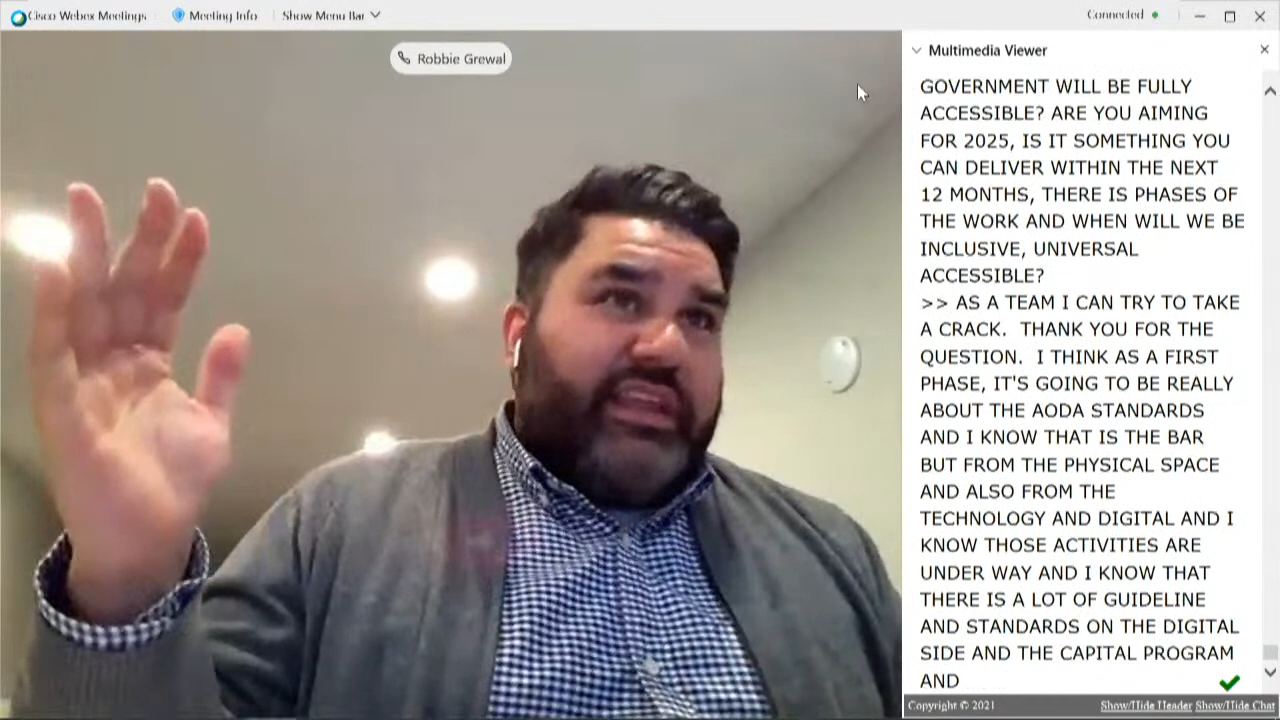 Cisco Webex Meetings
Meeting Info
Show Menu Bar
Connected
Robbie Grewal
Multimedia Viewer
GOVERNMENT WILL BE FULLY
ACCESSIBLE? ARE YOU AIMING
FOR 2025, IS IT SOMETHING YOU
CAN DELIVER WITHIN THE NEXT
12 MONTHS, THERE IS PHASES OF
THE WORK AND WHEN WILL WE BE
INCLUSIVE, UNIVERSAL
ACCESSIBLE?
>> AS A TEAM I CAN TRY TO TAKE
A CRACK.  THANK YOU FOR THE
QUESTION.  I THINK AS A FIRST
PHASE, IT'S GOING TO BE REALLY
ABOUT THE AODA STANDARDS
AND I KNOW THAT IS THE BAR
BUT FROM THE PHYSICAL SPACE
AND ALSO FROM THE
TECHNOLOGY AND DIGITAL AND I
KNOW THOSE ACTIVITIES ARE
UNDER WAY AND I KNOW THAT
THERE IS A LOT OF GUIDELINE
AND STANDARDS ON THE DIGITAL
SIDE AND THE CAPITAL PROGRAM
AND
Copyright © 2021
Show/Hide Header Show/Hide Chat